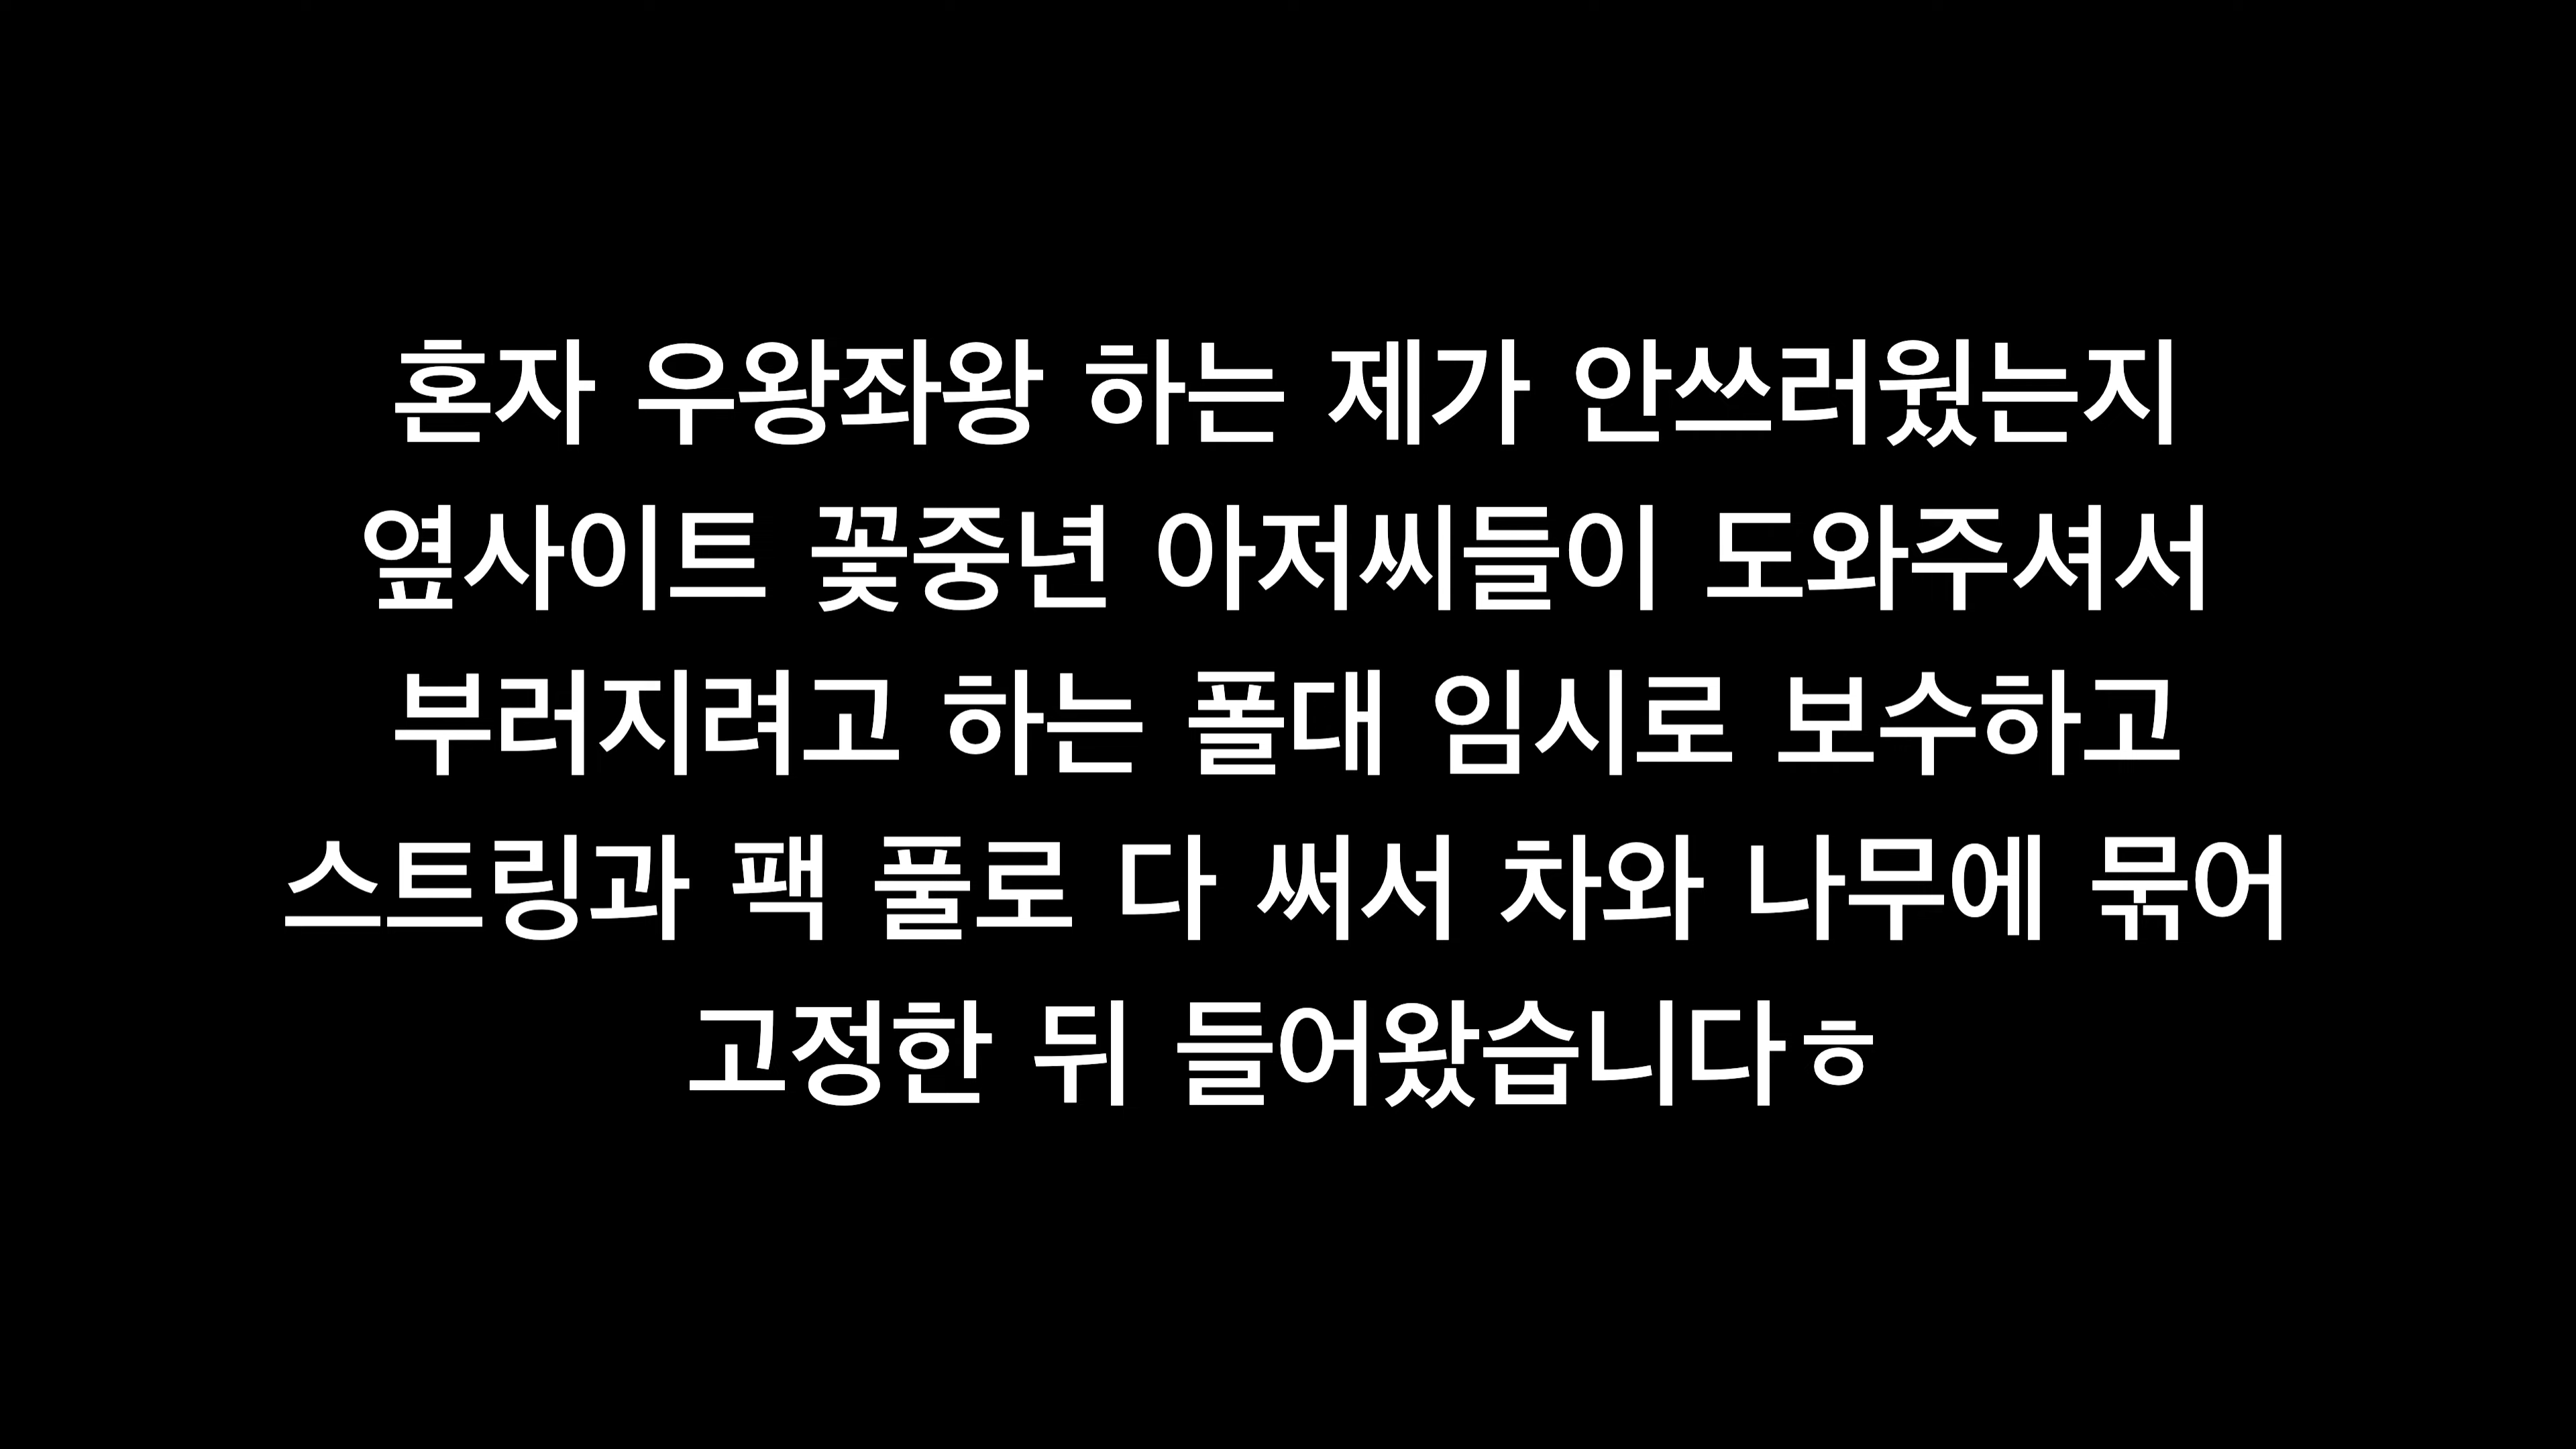 혼자 우왕좌왕 하는 제가 안쓰러웠는지
옆사이트 꽃중년 아저씨들이 도와주셔서
부러지려고 하는 폴대 임시로 보수하고
스트링과 팩 풀로 다 써서 차와 나무에 묶어
고정한 뒤 들어왔습니다ㅎ